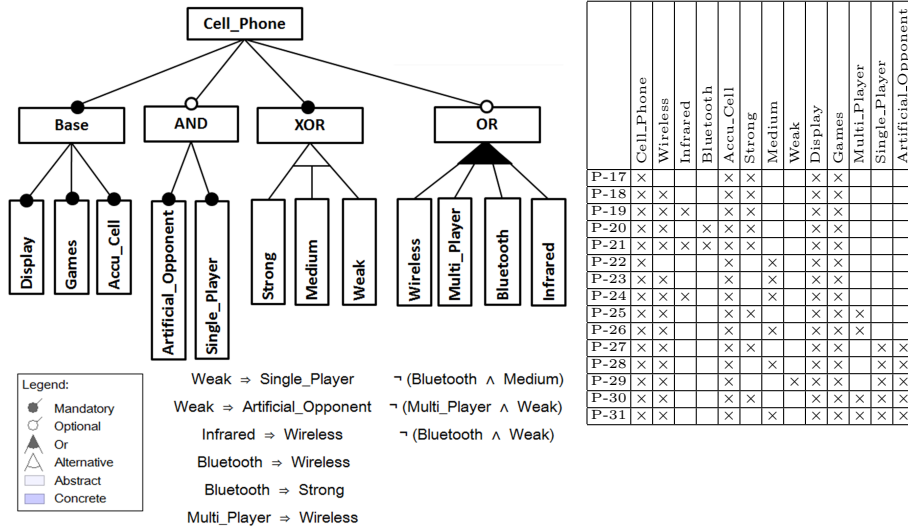 Cell_Phone
Base
AND
XOR
OR
Display
Games
Accu_Cell
Artificial_Opponent
Single_Player
Strong
Medium
Weak
Wireless
Multi_Player
Bluetooth
Infrared
Legend:
Mandatory
Optional
Or
Alternative
Abstract
Concrete
Weak ⇒ Single_Player
Weak ⇒ Artificial_Opponent
Infrared ⇒ Wireless
Bluetooth ⇒ Wireless
Bluetooth ⇒ Strong
Multi_Player ⇒ Wireless
¬ (Bluetooth ∧ Medium)
¬ (Multi_Player ∧ Weak)
¬ (Bluetooth ∧ Weak)
Cell_Phone Wireless Infrared Bluetooth Accu_Cell Strong Medium Weak Display Games Multi_Player Single_Player Artificial_Opponent
P-17 × × × × ×
P-18 × × × × × ×
P-19 × × × × × × ×
P-20 × × × × × × ×
P-21 × × × × × × × ×
P-22 × × × × ×
P-23 × × × × × ×
P-24 × × × × × × ×
P-25 × × × × × × ×
P-26 × × × × × × ×
P-27 × × × × × × × ×
P-28 × × × × × × × ×
P-29 × × × × × × × ×
P-30 × × × × × × × × ×
P-31 × × × × × × × × ×